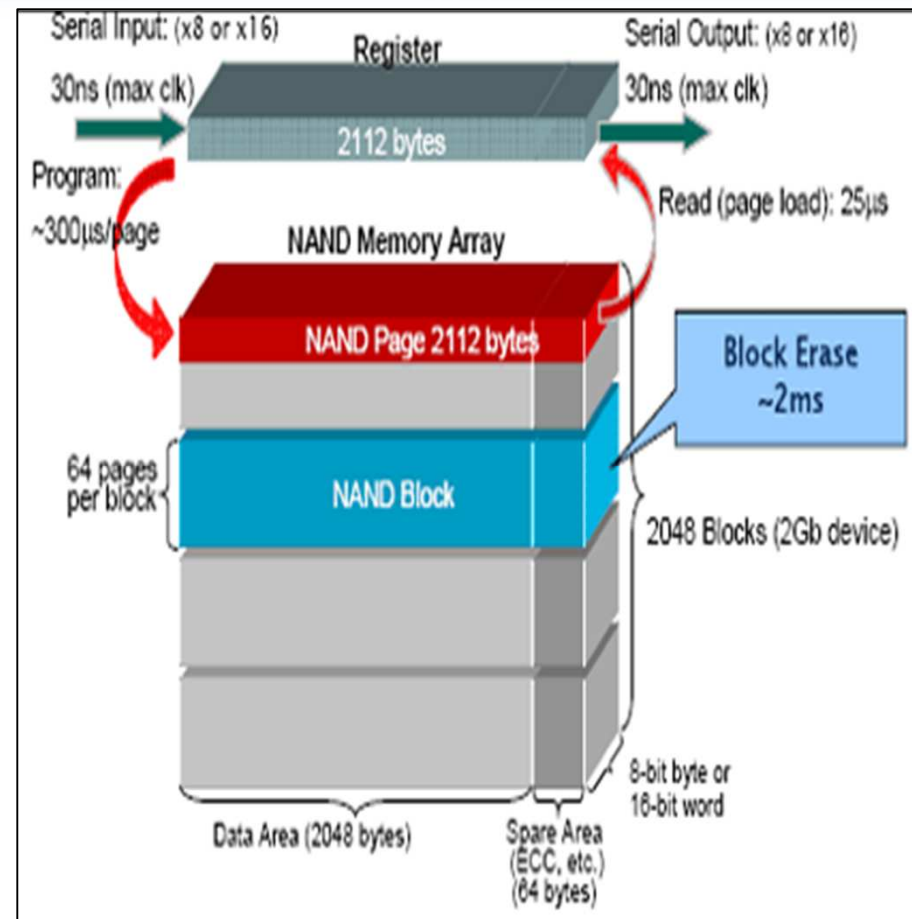 Serial Input: (x8 or x16)
30ns (max clk)
Register
2112 bytes
Serial Output: (x8 or x16)
30ns (max clk)
Program:
~300µs/page
Read (page load): 25µs
NAND Memory Array
NAND Page 2112 bytes
Block Erase
~2ms
64 pages
per block
NAND Block
2048 Blocks (2Gb device)
8-bit byte or
16-bit word
Data Area (2048 bytes)
Spare Area
(ECC, etc.)
(64 bytes)